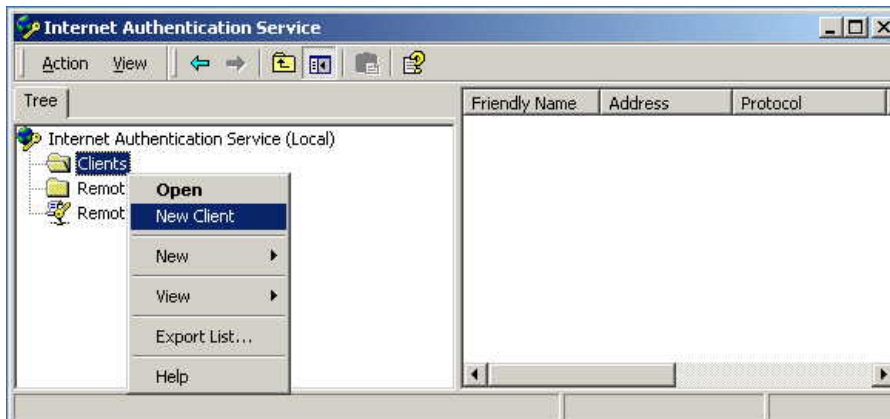 Internet Authentication Service
Action View
Tree
Friendly Name Address Protocol
Internet Authentication Service (Local)
Clients
Remot
Remot
Open
New Client
New
View
Export List...
Help